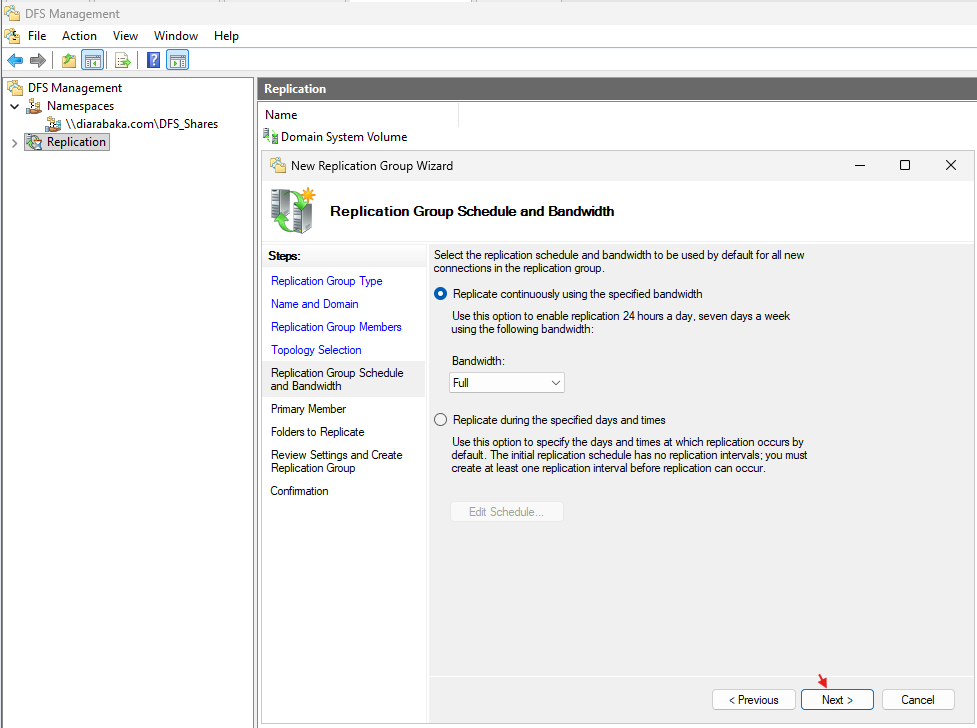 DFS Management
File Action View Window Help
DFS Management
Namespaces
\\diarabaka.com\DFS_Shares
Replication
Replication
Name
Domain System Volume
New Replication Group Wizard
Replication Group Schedule and Bandwidth
Steps:
Replication Group Type
Name and Domain
Replication Group Members
Topology Selection
Replication Group Schedule
and Bandwidth
Primary Member
Folders to Replicate
Review Settings and Create
Replication Group
Confirmation
Select the replication schedule and bandwidth to be used by default for all new
connections in the replication group.
Replicate continuously using the specified bandwidth
Use this option to enable replication 24 hours a day, seven days a week
using the following bandwidth:
Bandwidth:
Full
Replicate during the specified days and times
Use this option to specify the days and times at which replication occurs by
default. The initial replication schedule has no replication intervals; you must
create at least one replication interval before replication can occur.
Edit Schedule...
< Previous Next > Cancel